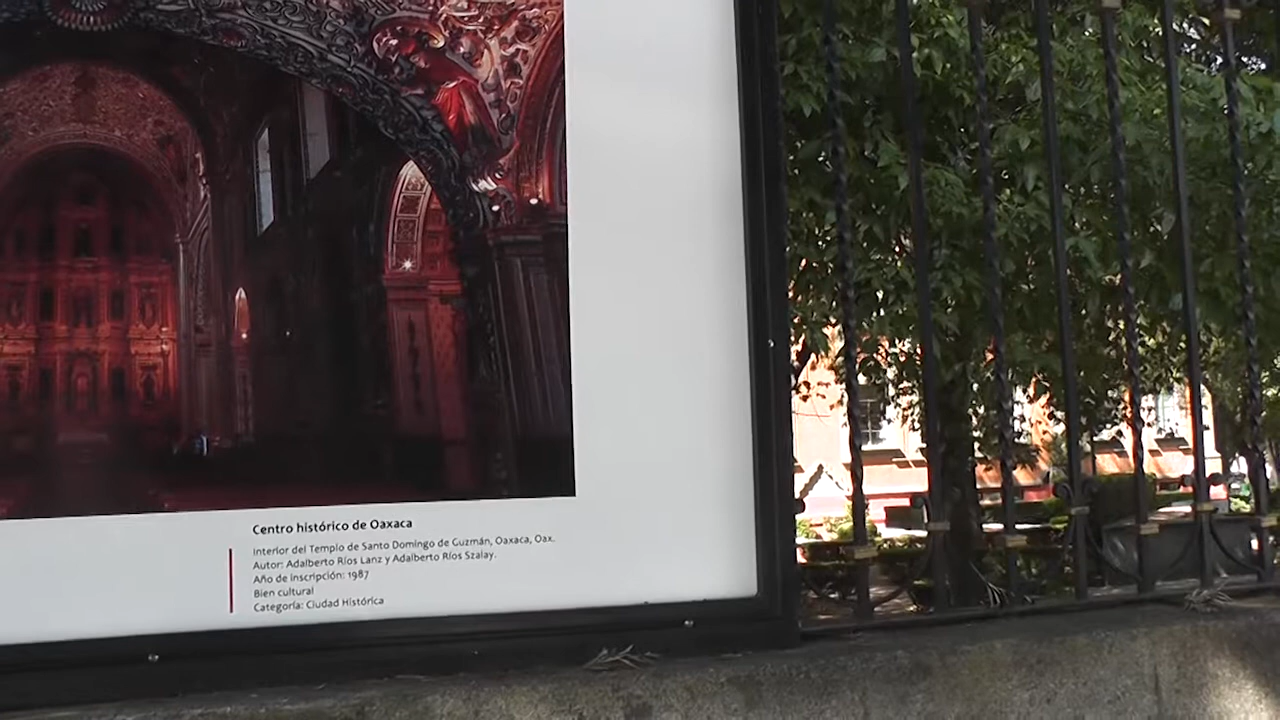 Centro histórico de Oaxaca
Interior del Templo de Santo Domingo de Guzmán, Oaxaca, Oax.
Autor: Adalberto Ríos Lanz y Adalberto Ríos Szalay.
Año de inscripción: 1987
Bien cultural
Categoría: Ciudad Histórica